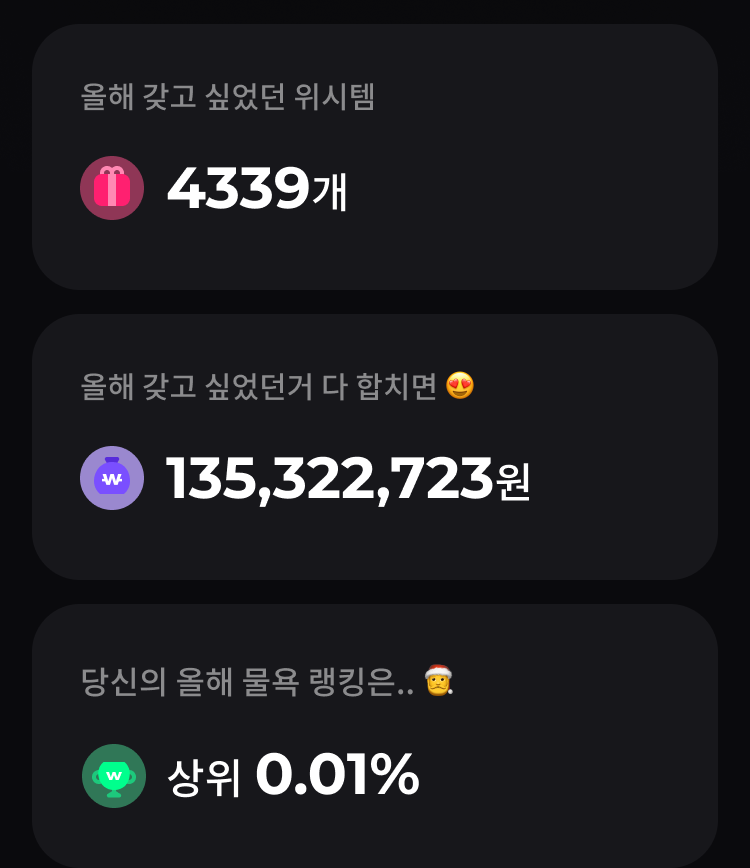 올해 갖고 싶었던 위시템
4339개
올해 갖고 싶었던거 다 합치면 😍
W
135,322,723원
당신의 올해 물욕 랭킹은.. 🎅
W
상위 0.01%